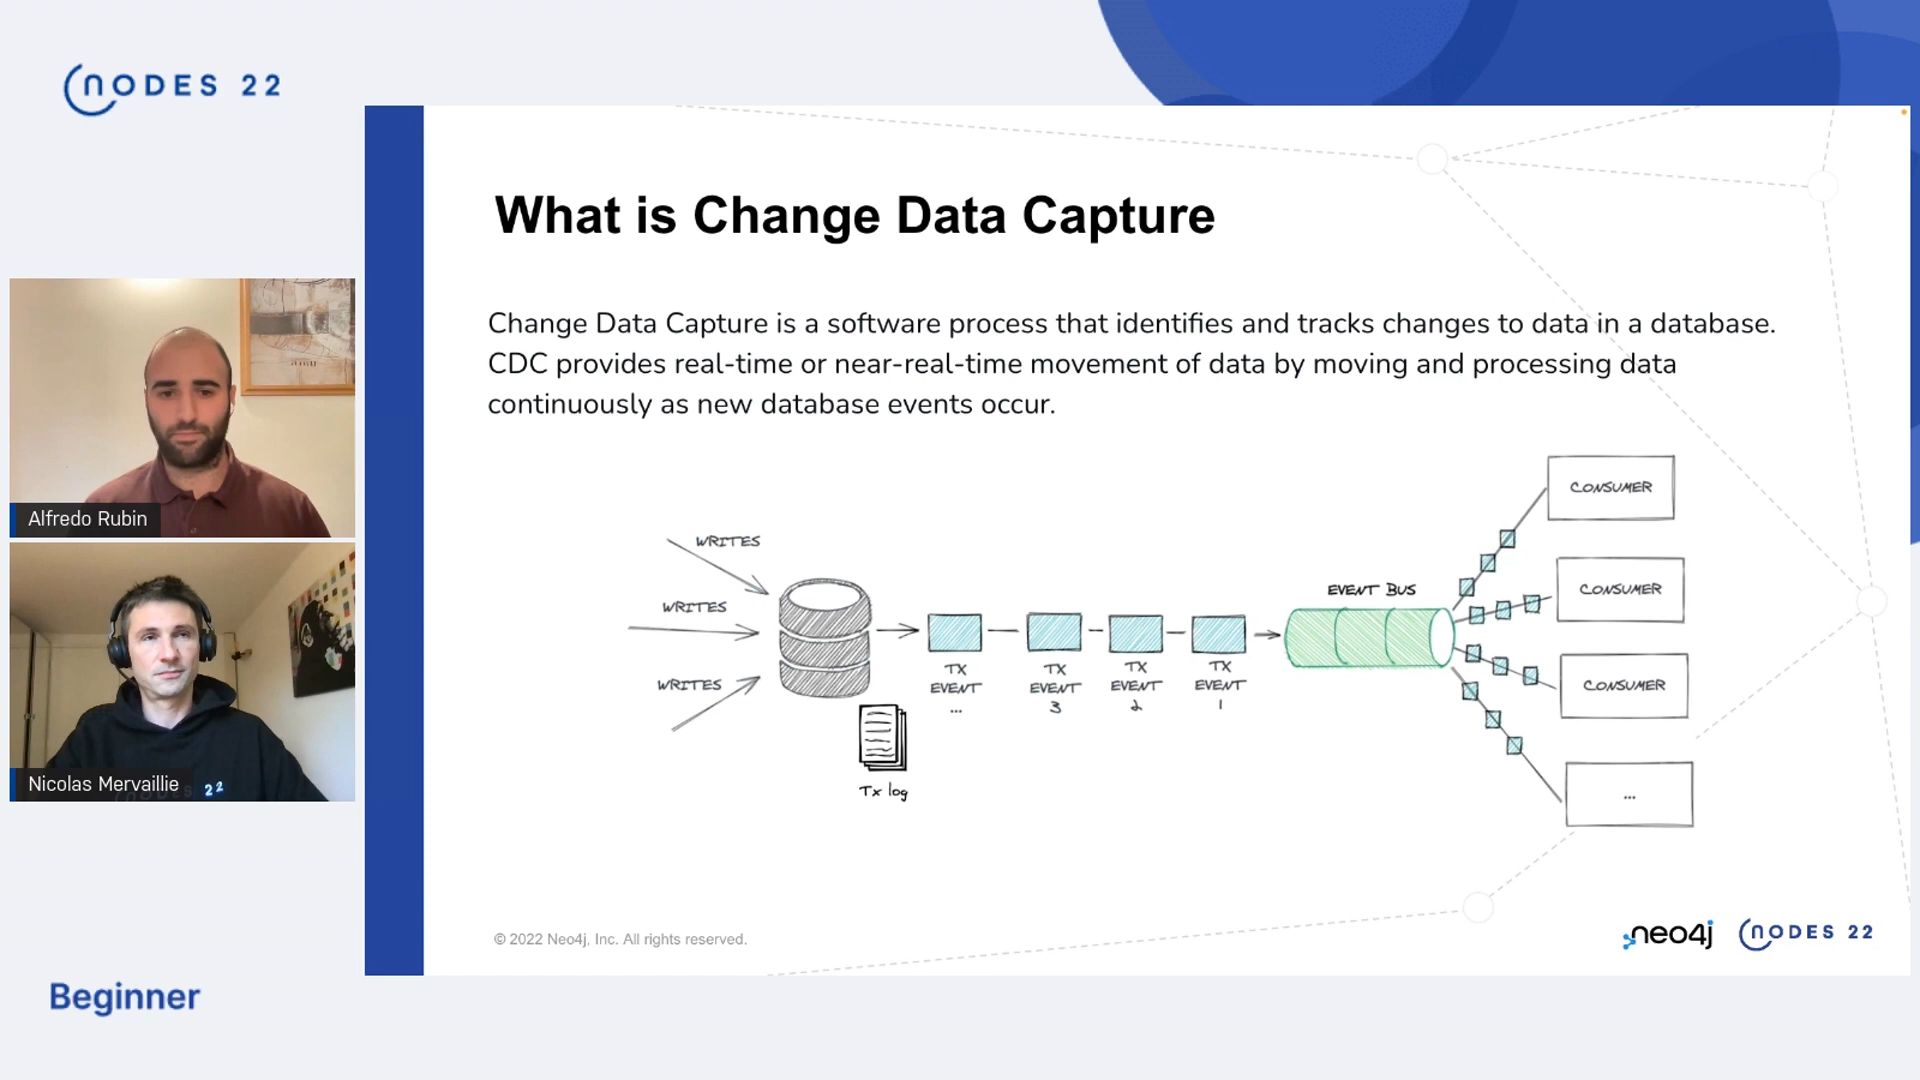 NODES 22
What is Change Data Capture
Change Data Capture is a software process that identifies and tracks changes to data in a database.
CDC provides real-time or near-real-time movement of data by moving and processing data
continuously as new database events occur.
WRITES
WRITES
WRITES
Tx log
TX
EVENT
...
TX
EVENT
3
TX
EVENT
2
TX
EVENT
1
EVENT BUS
CONSUMER
CONSUMER
CONSUMER
...
Alfredo Rubin
Nicolas Mervaillie
22
© 2022 Neo4j, Inc. All rights reserved.
neo4j
NODES 22
Beginner